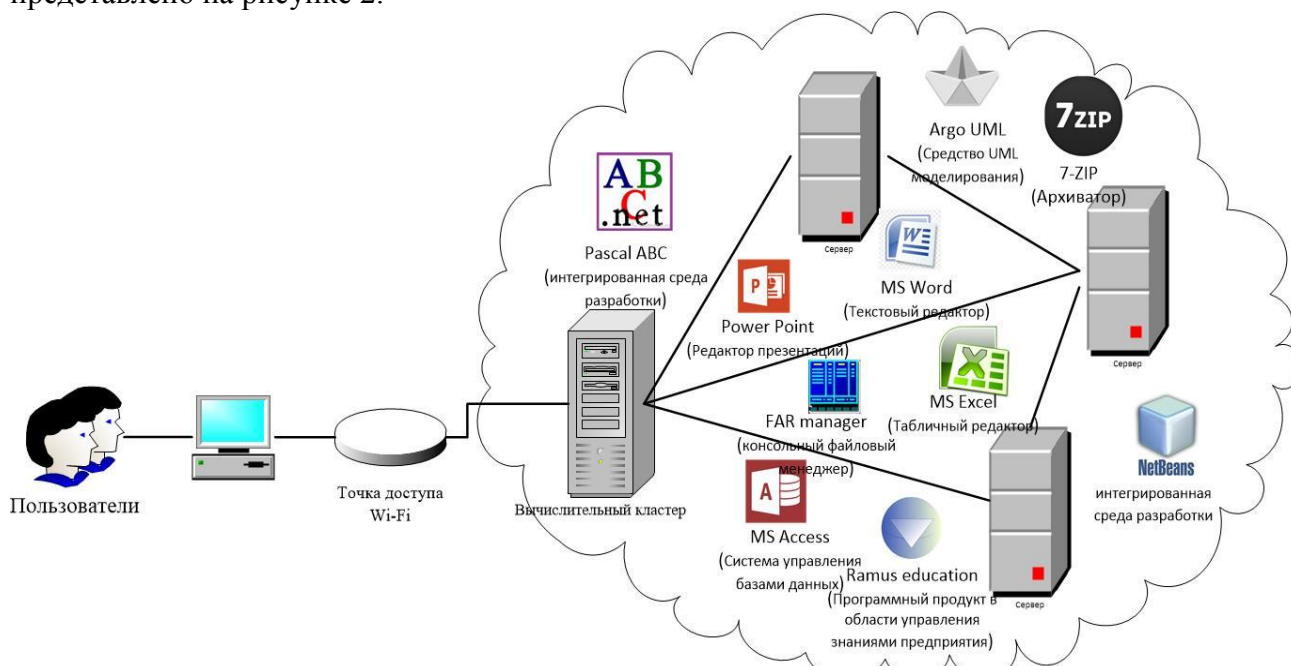 представлено на рисунке 2.
Argo UML
(Средство UML
моделирования)
7ZIP
7-ZIP
(Архиватор)
ABC
.net
Pascal ABC
(интегрированная среда
разработки)
Сервер
MS Word
(Текстовый редактор)
Power Point
(Редактор презентаций)
Сервер
MS Excel
(Табличный редактор)
FAR manager
(консольный файловый
менеджер)
NetBeans
интегрированная
среда разработки
Пользователи
Точка доступа
Wi-Fi
Вычислительный кластер
MS Access
(Система управления
базами данных)
Ramus education
(Программный продукт в
области управления
знаниями предприятия)
Сервер